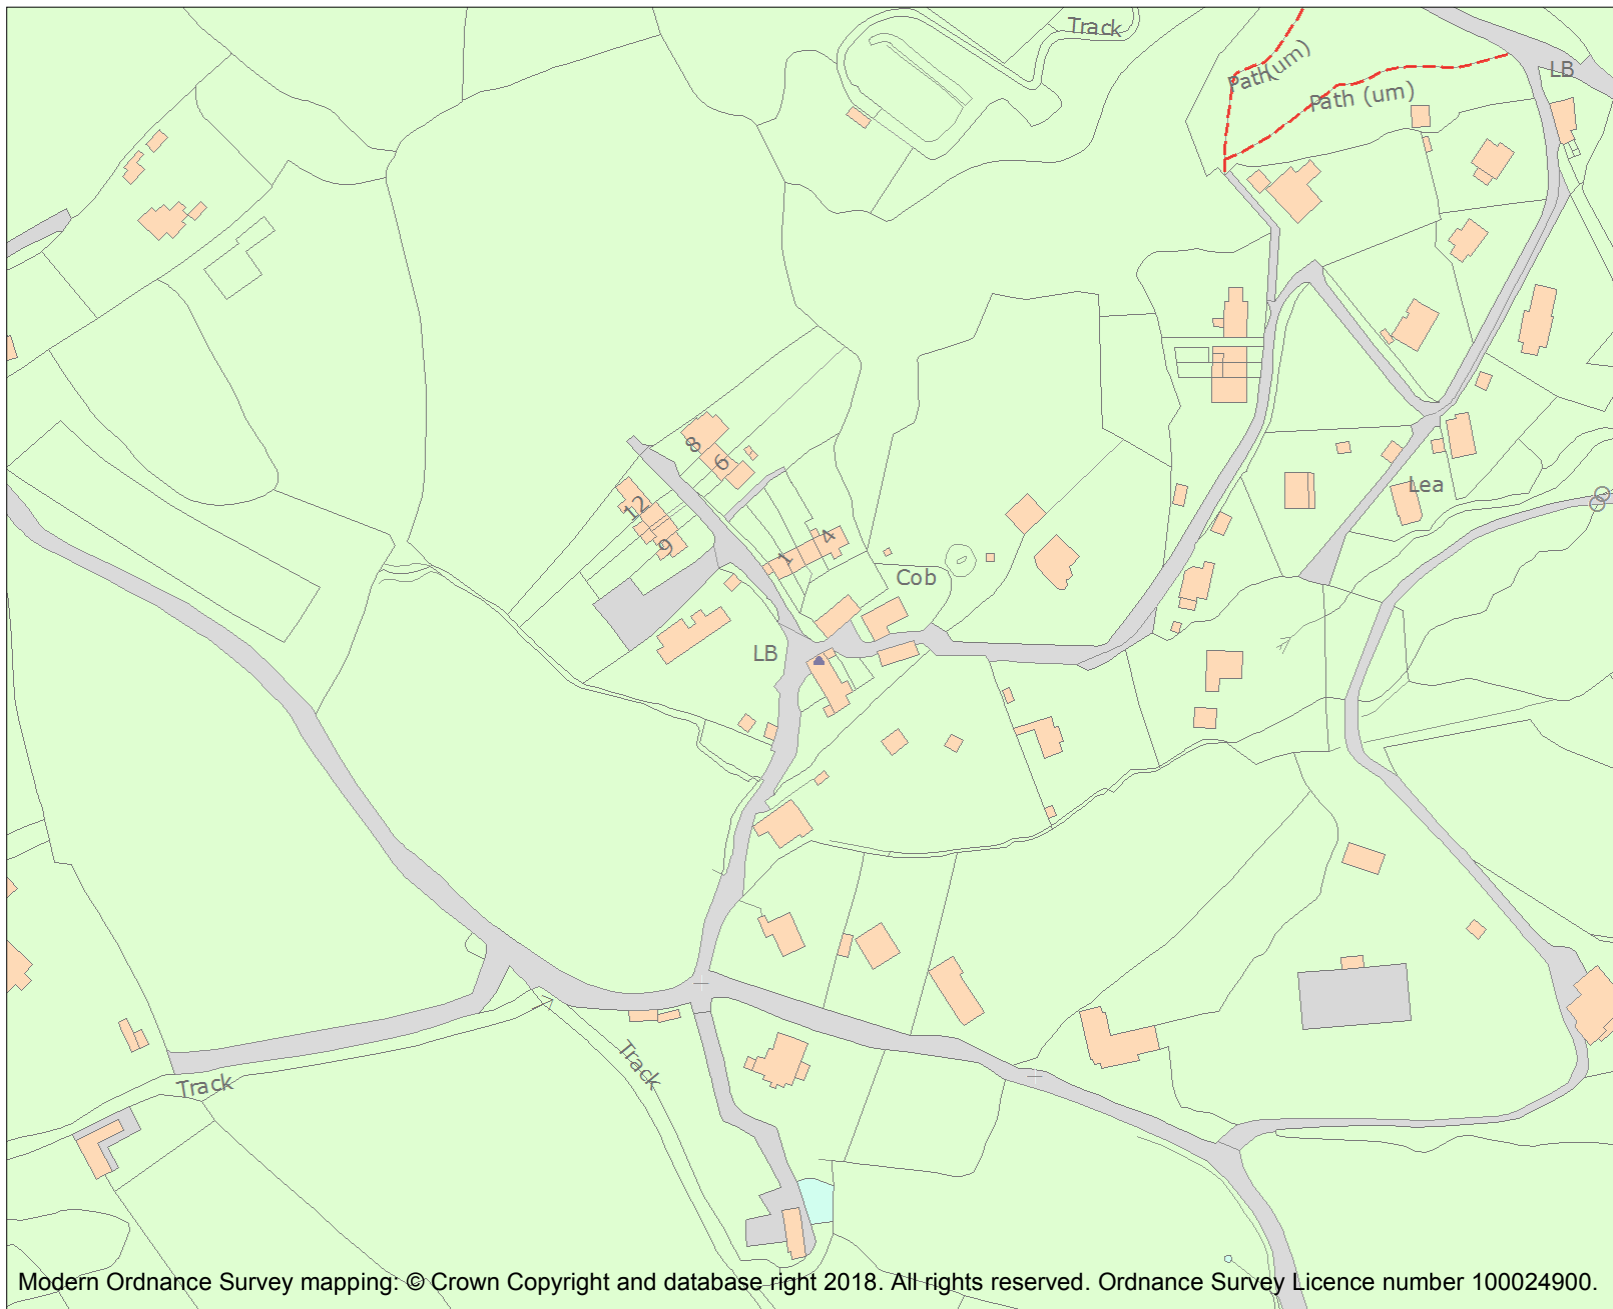 Track
Path(um)
LB
Path (um)
8
6
12
9
1
4
Lea
Cob
LB
Track
Track
Modern Ordnance Survey mapping: © Crown Copyright and database right 2018. All rights reserved. Ordnance Survey Licence number 100024900.